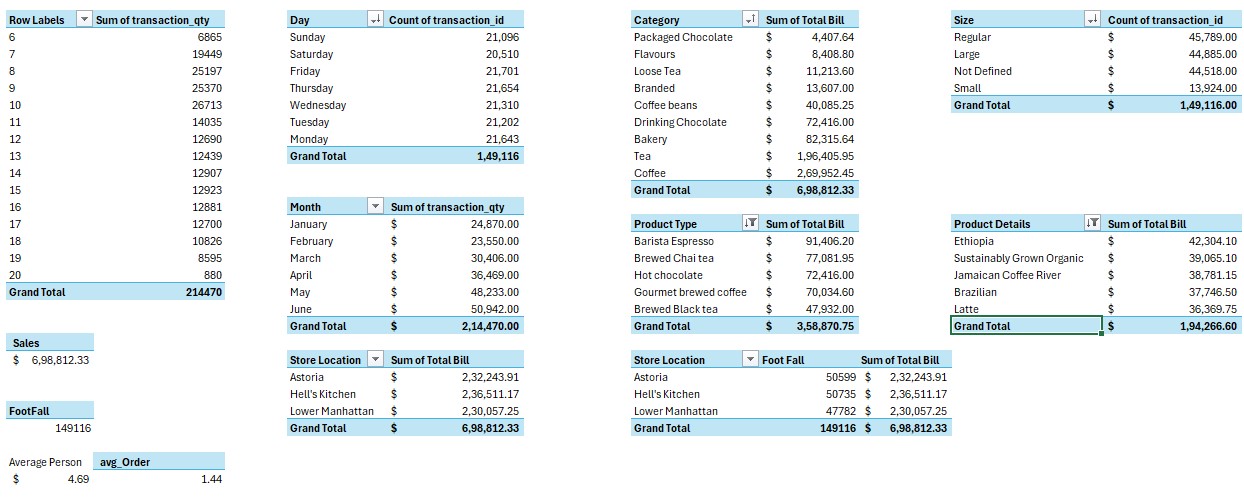 Row Labels Sum of transaction_qty
6 6865
7 19449
8 25197
9 25370
10 26713
11 14035
12 12690
13 12439
14 12907
15 12923
16 12881
17 12700
18 10826
19 8595
20 880
Grand Total 214470
Sales
$ 6,98,812.33
FootFall
149116
Average Person avg_Order
$ 4.69 1.44
Day Count of transaction_id
Sunday 21,096
Saturday 20,510
Friday 21,701
Thursday 21,654
Wednesday 21,310
Tuesday 21,202
Monday 21,643
Grand Total 1,49,116
Month Sum of transaction_qty
January $ 24,870.00
February $ 23,550.00
March $ 30,406.00
April $ 36,469.00
May $ 48,233.00
June $ 50,942.00
Grand Total $ 2,14,470.00
Store Location Sum of Total Bill
Astoria $ 2,32,243.91
Hell's Kitchen $ 2,36,511.17
Lower Manhattan $ 2,30,057.25
Grand Total $ 6,98,812.33
Category Sum of Total Bill
Packaged Chocolate $ 4,407.64
Flavours $ 8,408.80
Loose Tea $ 11,213.60
Branded $ 13,607.00
Coffee beans $ 40,085.25
Drinking Chocolate $ 72,416.00
Bakery $ 82,315.64
Tea $ 1,96,405.95
Coffee $ 2,69,952.45
Grand Total $ 6,98,812.33
Product Type Sum of Total Bill
Barista Espresso $ 91,406.20
Brewed Chai tea $ 77,081.95
Hot chocolate $ 72,416.00
Gourmet brewed coffee $ 70,034.60
Brewed Black tea $ 47,932.00
Grand Total $ 3,58,870.75
Store Location Foot Fall Sum of Total Bill
Astoria 50599 $ 2,32,243.91
Hell's Kitchen 50735 $ 2,36,511.17
Lower Manhattan 47782 $ 2,30,057.25
Grand Total 149116 $ 6,98,812.33
Size Count of transaction_id
Regular $ 45,789.00
Large $ 44,885.00
Not Defined $ 44,518.00
Small $ 13,924.00
Grand Total $ 1,49,116.00
Product Details Sum of Total Bill
Ethiopia $ 42,304.10
Sustainably Grown Organic $ 39,065.10
Jamaican Coffee River $ 38,781.15
Brazilian $ 37,746.50
Latte $ 36,369.75
Grand Total $ 1,94,266.60